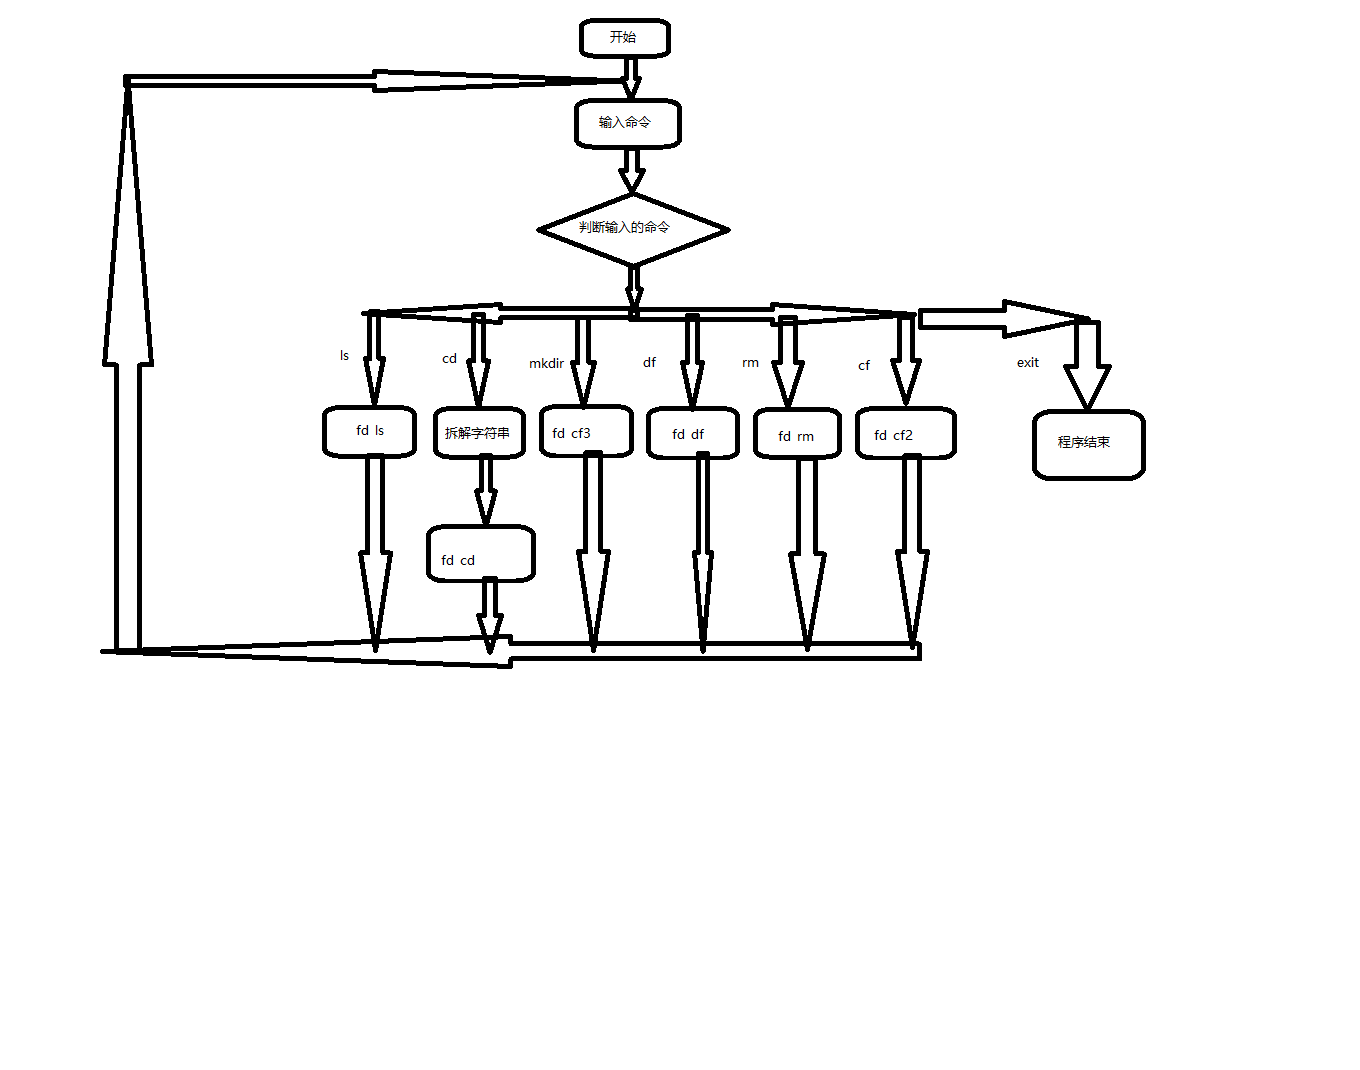 开始
输入命令
判断输入的命令
ls
cd
mkdir
df
rm
cf
exit
fd ls
拆解字符串
fd cf3
fd df
fd rm
fd cf2
程序结束
fd cd